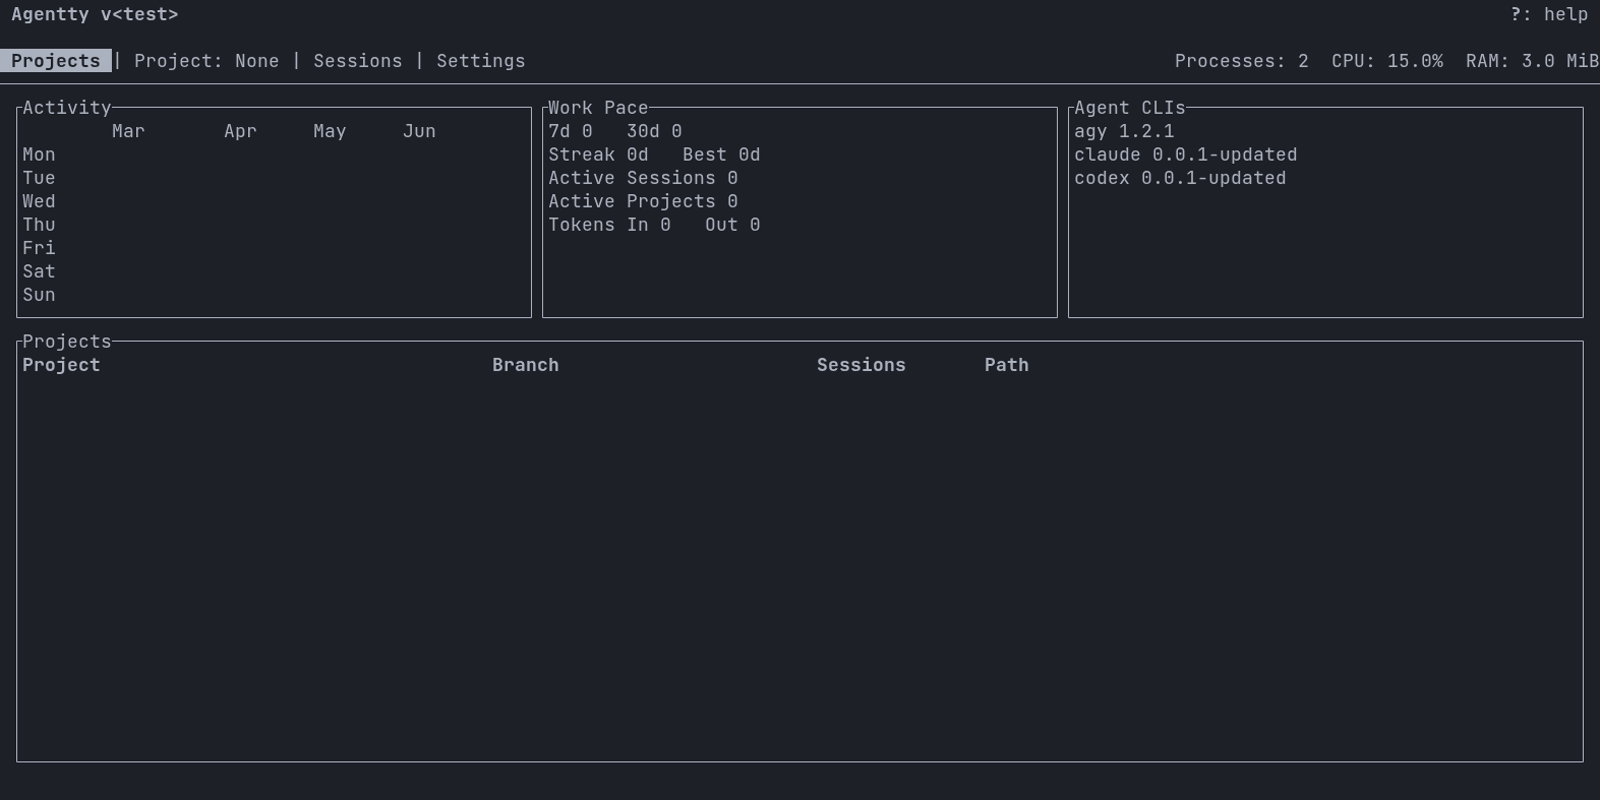 Agentty v<test> ?: help
Projects | Project: None | Sessions | Settings Processes: 2 CPU: 15.0% RAM: 3.0 MiB
Activity
Mar Apr May Jun
Mon
Tue
Wed
Thu
Fri
Sat
Sun
Work Pace
7d 0 30d 0
Streak 0d Best 0d
Active Sessions 0
Active Projects 0
Tokens In 0 Out 0
Agent CLIs
agy 1.2.1
claude 0.0.1-updated
codex 0.0.1-updated
Projects
Project Branch Sessions Path